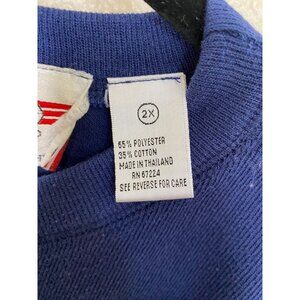 2X
65% POLYESTER
35% COTTON
MADE IN THAILAND
RN 67224
SEE REVERSE FOR CARE